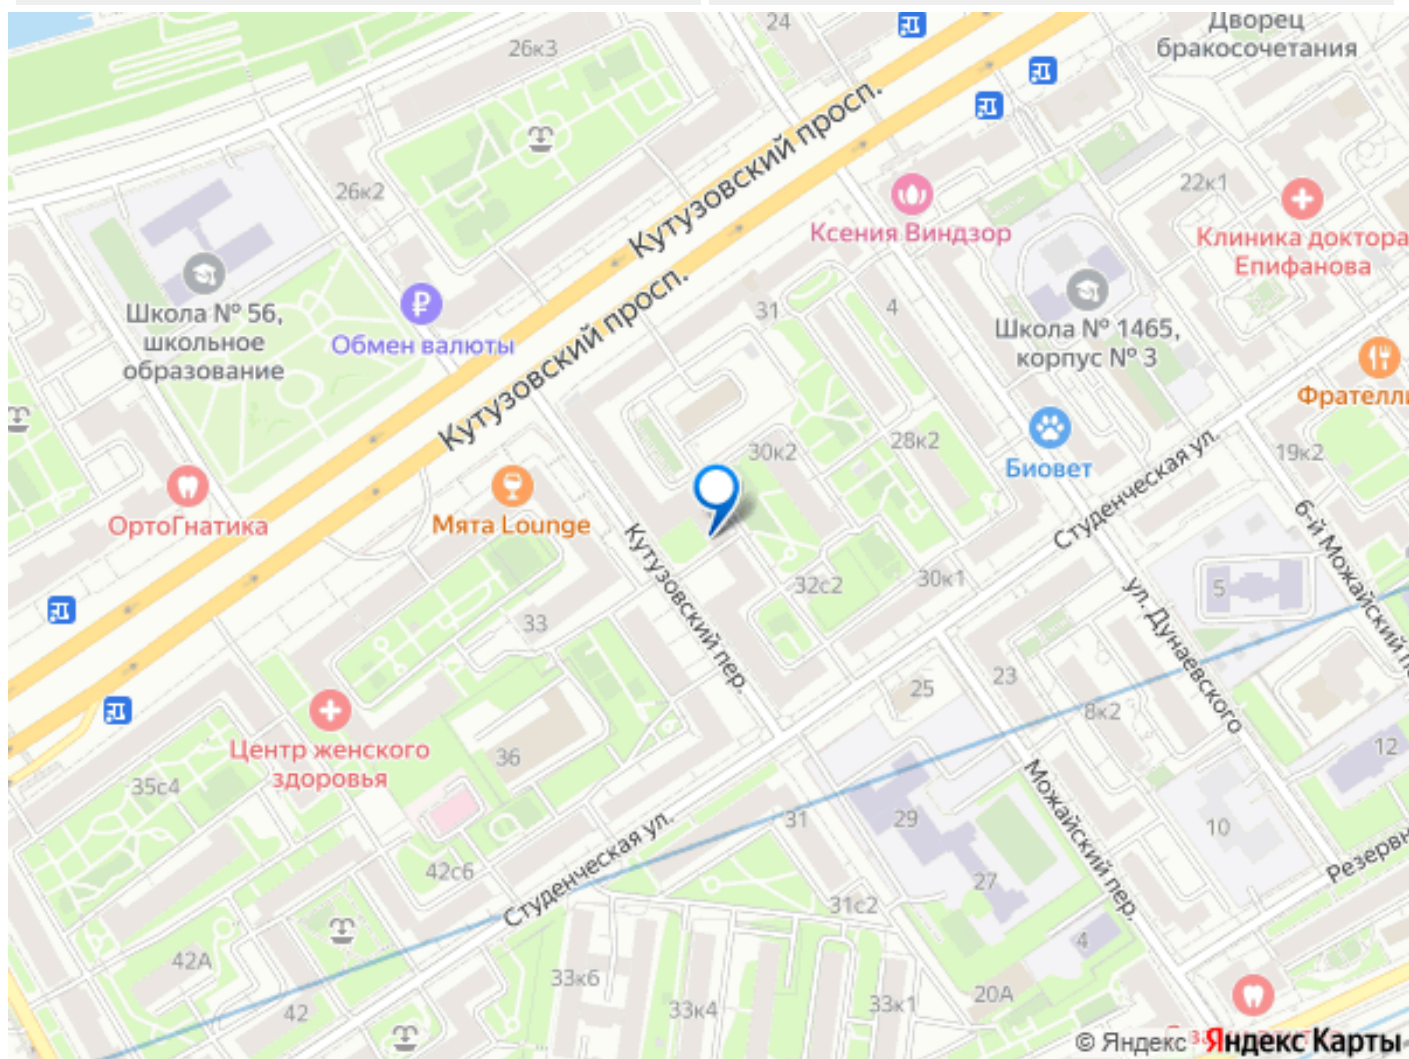 24
Дворец
бракосочетания
26к3
Кутузовский просп.
26к2
22к1
Ксения Виндзор
Клиника доктора
Епифанова
Школа № 56,
школьное
образование
Обмен валюты
Кутузовский просп.
31
4
Школа № 1465,
корпус № 3
Фрателли
30к2
28к2
Биовет
19к2
ОртоГнатика
Мята Lounge
Студенческая ул.
6-й Можайский п
Кутузовский пер.
32с2
30к1
5
ул. Дунаевского
33
25
23
8к2
12
Центр женского
здоровья
36
35с4
31
29
10
Можайский пер.
Резервн
42с6
Студенческая ул.
27
31с2
4
42А
33к6
33к4
33к1
20А
42
© Яндекс
Яндекс Карты